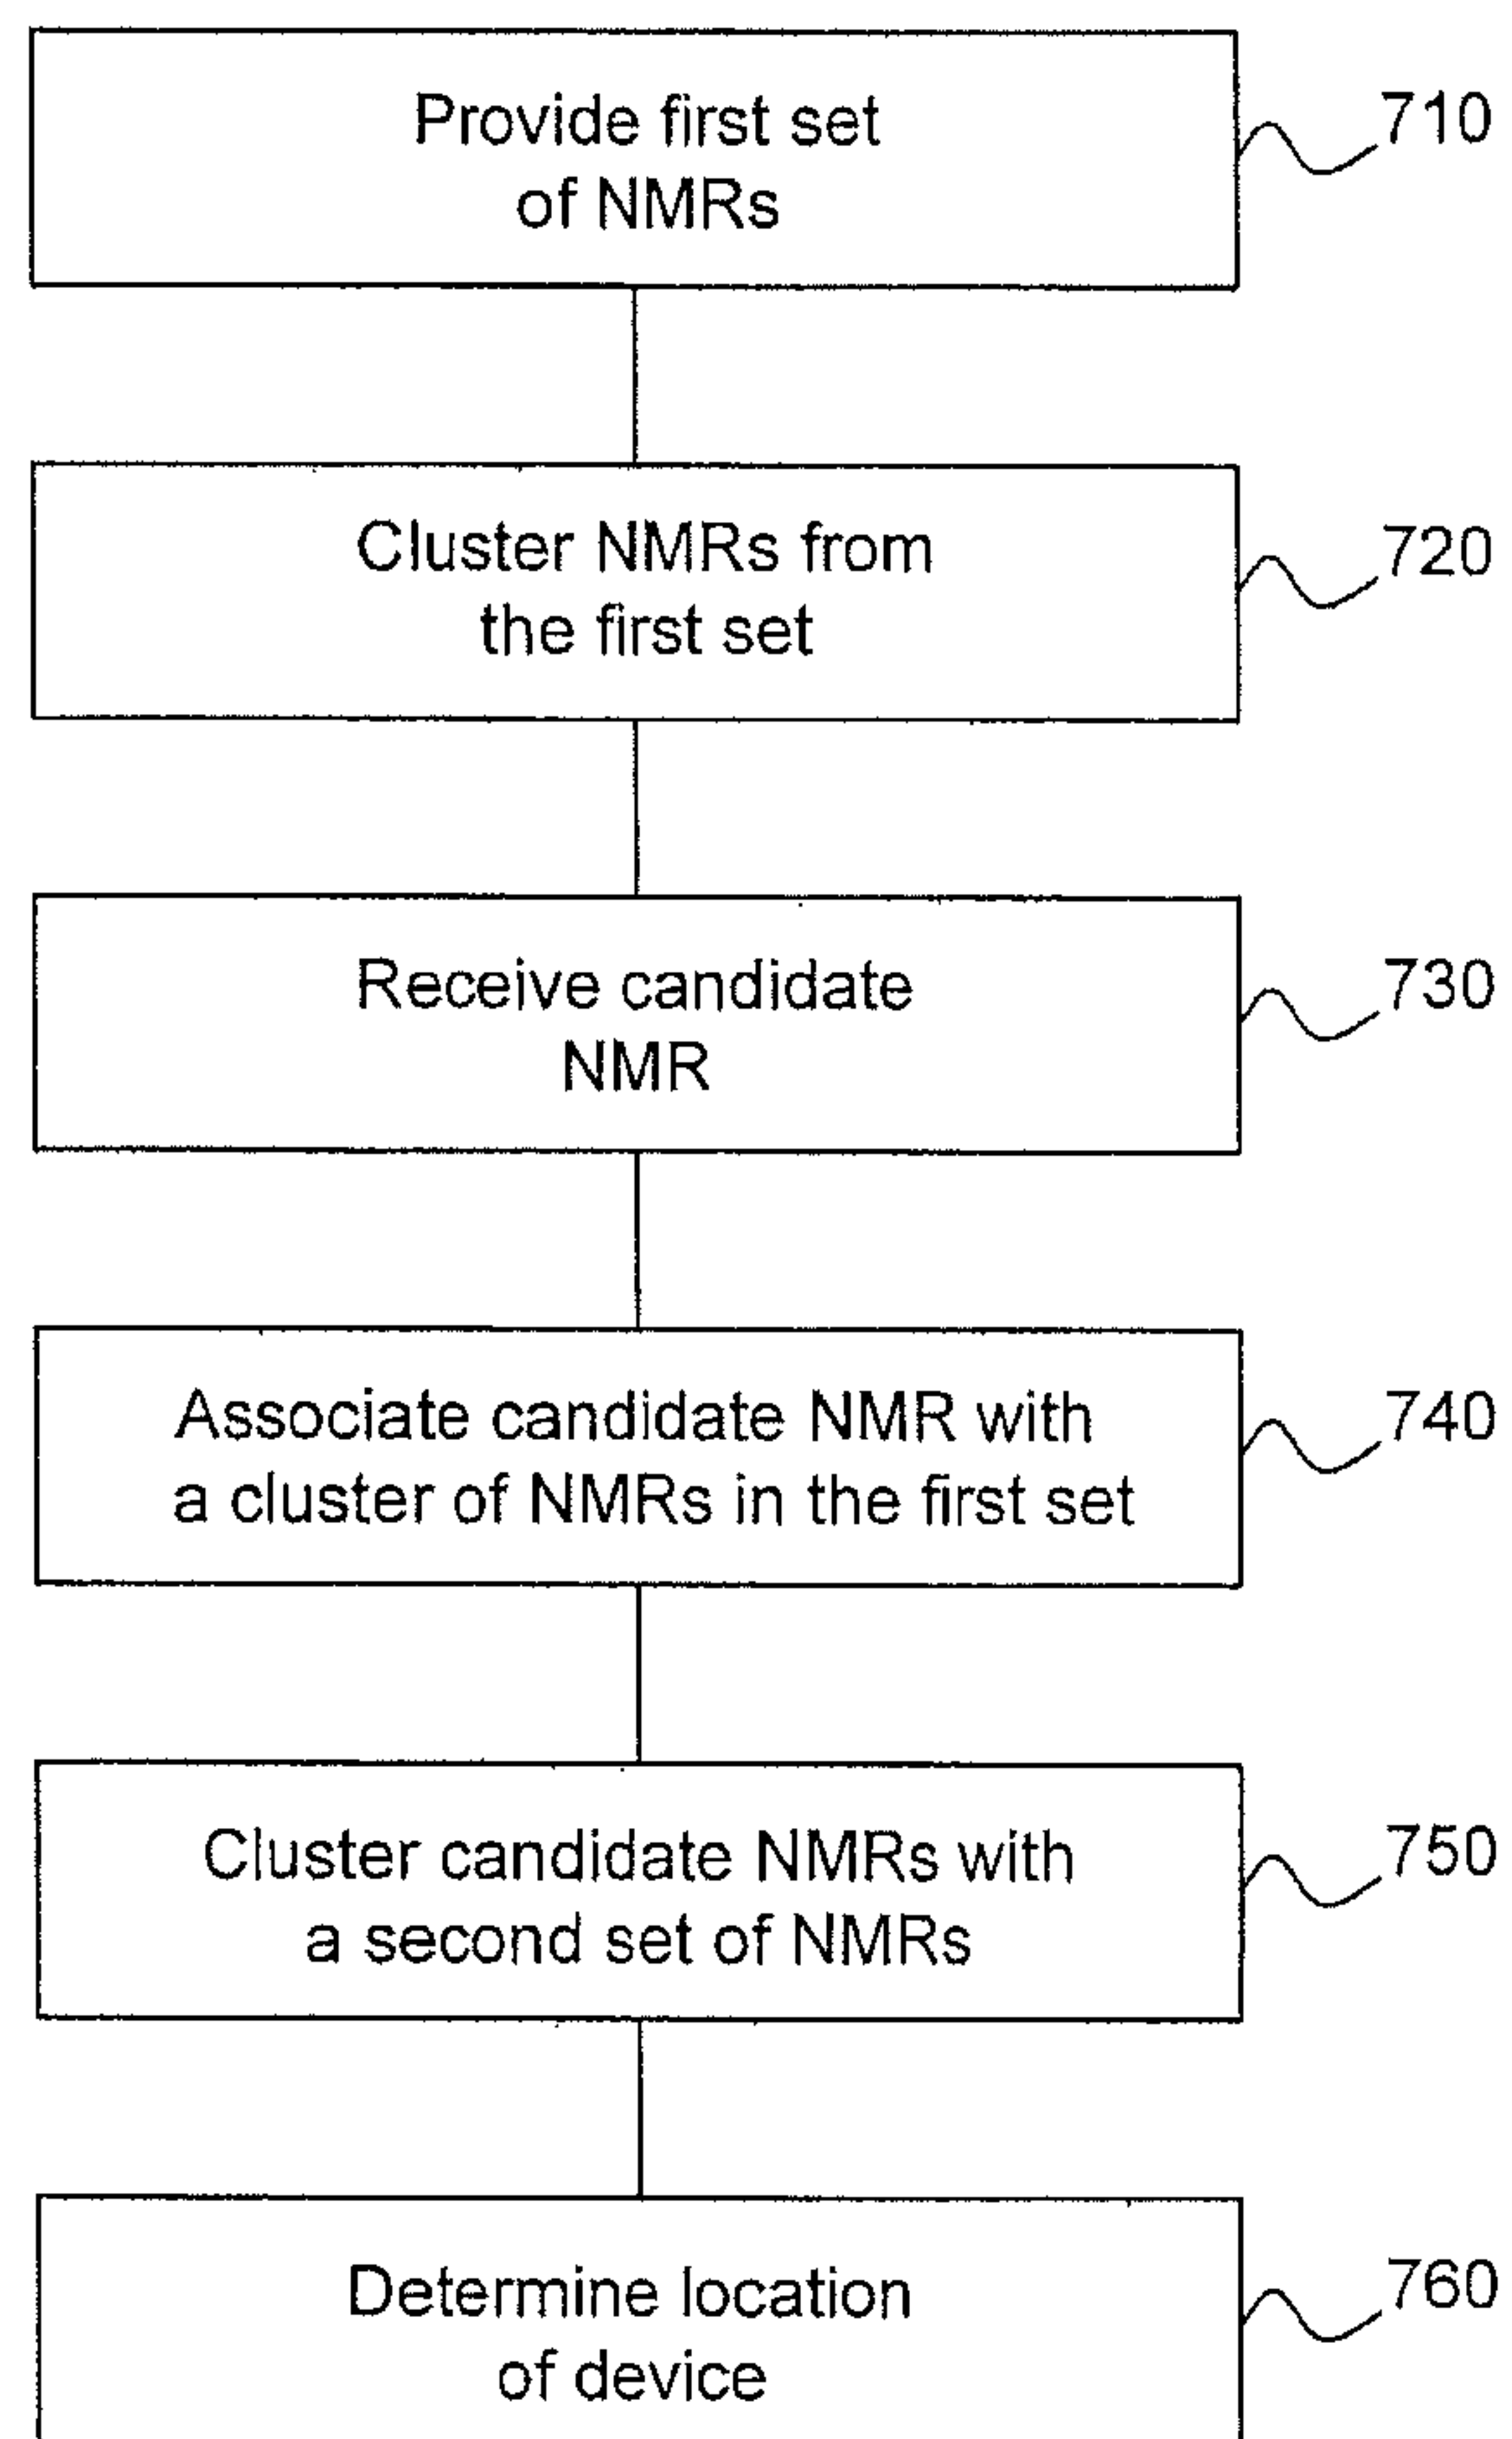 Provide first set
of NMRs
710
Cluster NMRs from
the first set
720
Receive candidate
NMR
730
Associate candidate NMR with
a cluster of NMRs in the first set
740
Cluster candidate NMRs with
a second set of NMRs
750
Determine location
of device
760